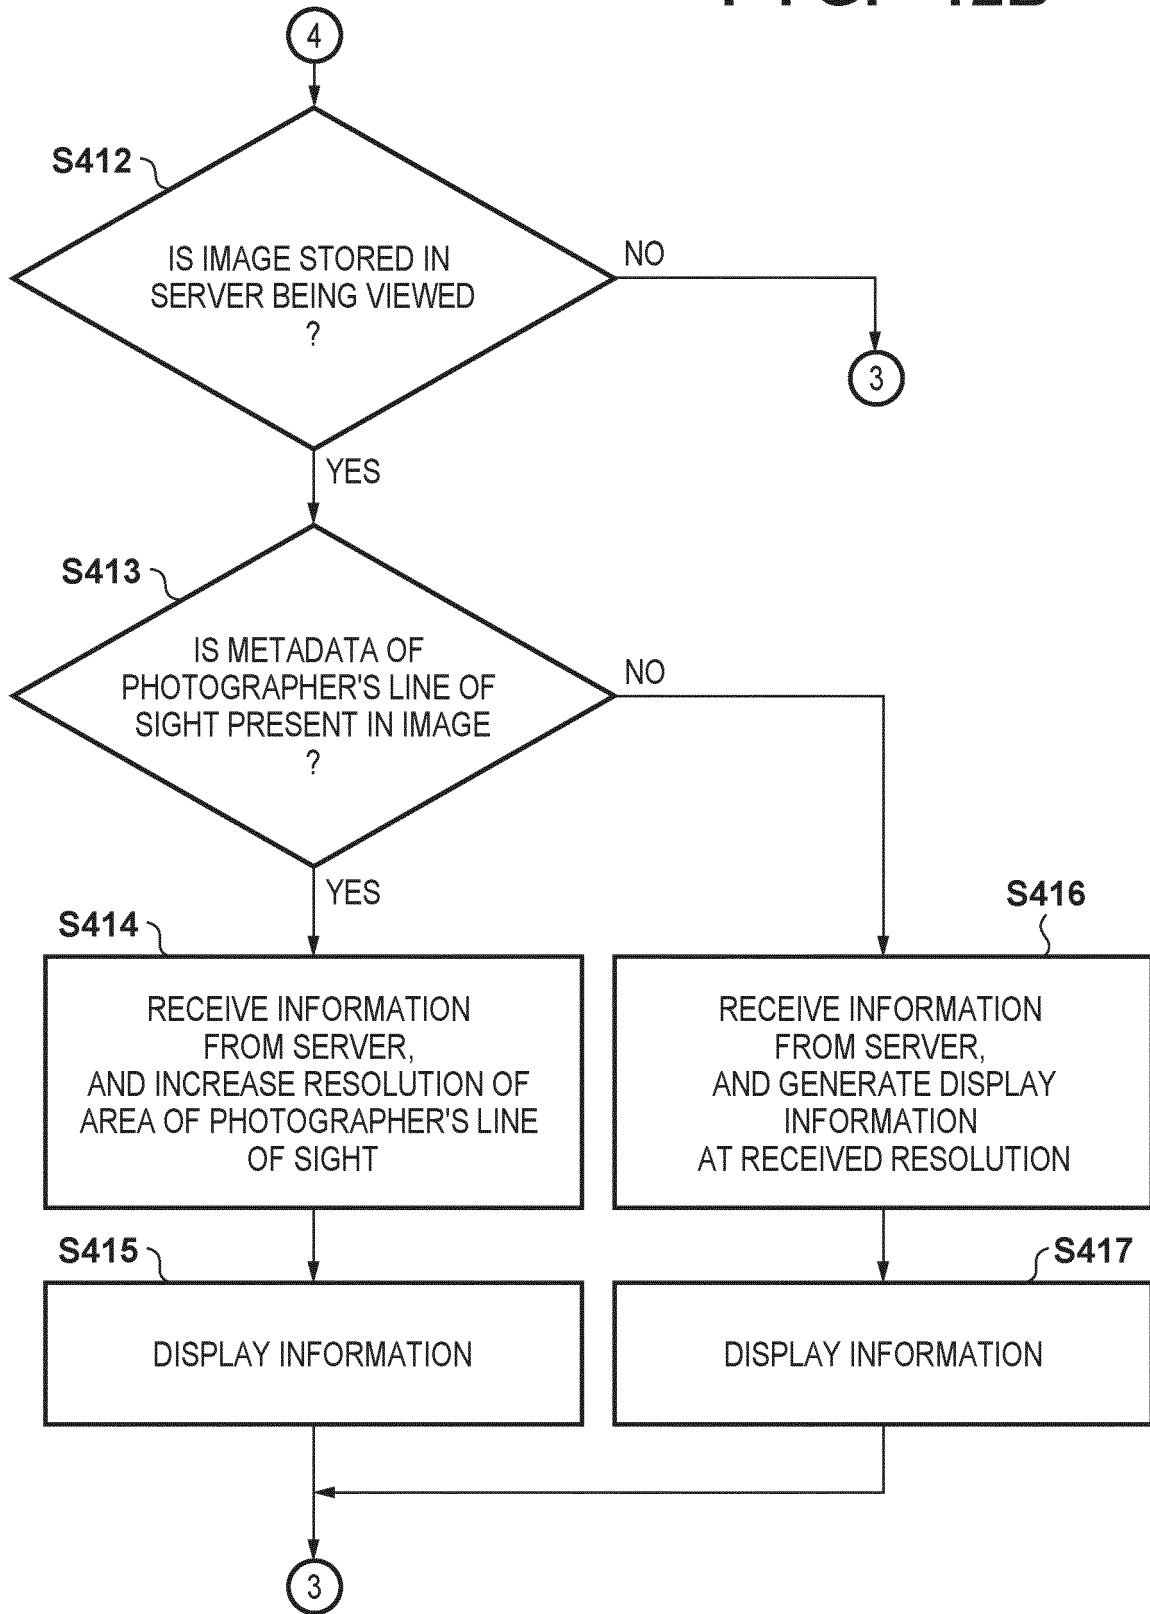 4
S412
IS IMAGE STORED IN
SERVER BEING VIEWED
?
NO
3
YES
S413
IS METADATA OF
PHOTOGRAPHER'S LINE OF
SIGHT PRESENT IN IMAGE
?
NO
YES
S414
RECEIVE INFORMATION
FROM SERVER,
AND INCREASE RESOLUTION OF
AREA OF PHOTOGRAPHER'S LINE
OF SIGHT
S416
RECEIVE INFORMATION
FROM SERVER,
AND GENERATE DISPLAY
INFORMATION
AT RECEIVED RESOLUTION
S415
DISPLAY INFORMATION
S417
DISPLAY INFORMATION
3